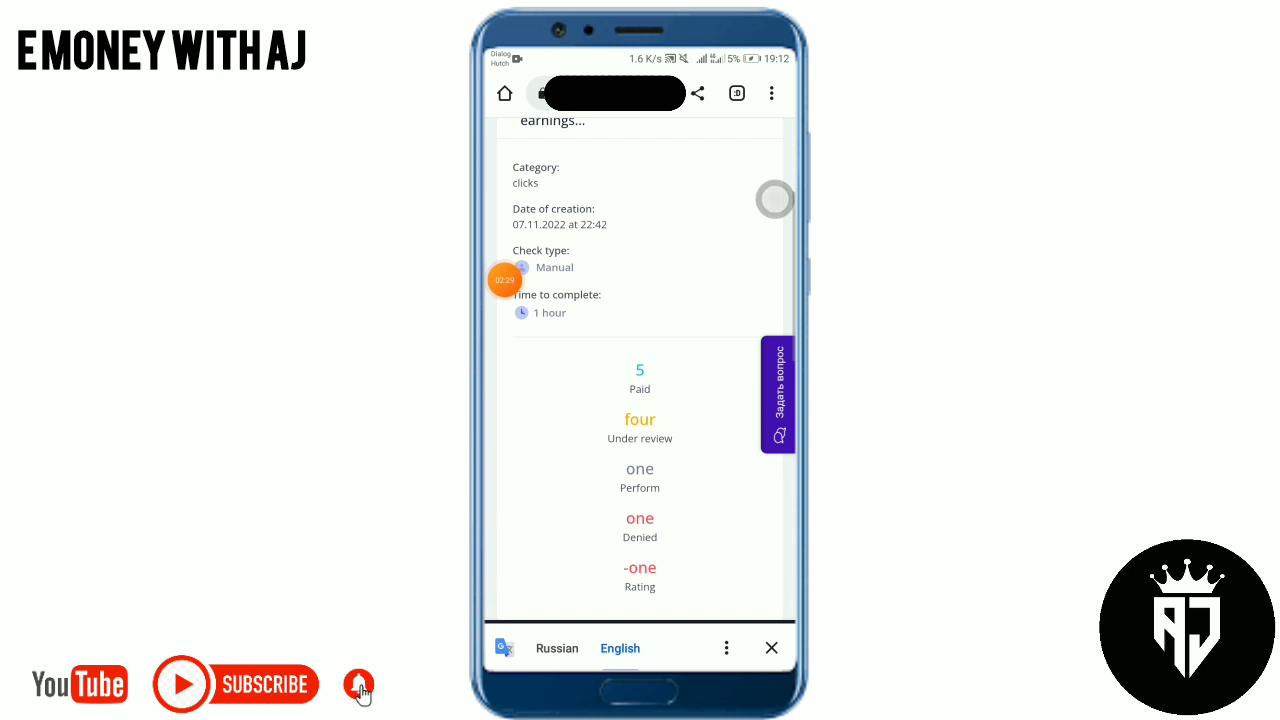 E MONEY WITH AJ
Dialog
Hutch
1.6 K/s
5%
19:12
:D
earnings...
Category:
clicks
Date of creation:
07.11.2022 at 22:42
Check type:
Manual
02:29
Time to complete:
1 hour
5
Paid
four
Under review
one
Perform
one
Denied
-one
Rating
Задать вопрос
Russian English
YouTube
SUBSCRIBE
AJ